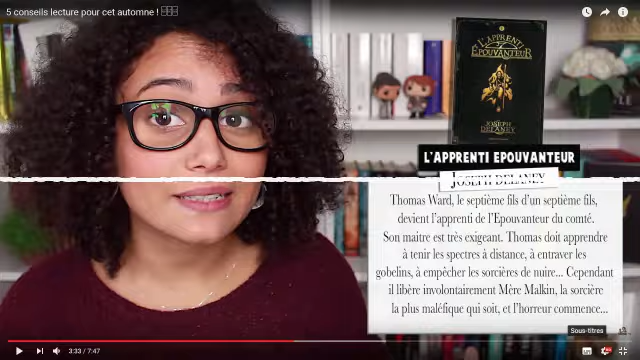 5 conseils lecture pour cet automne !
L'APPRENTI
EPOUVANTEUR
JOSEPH
DELANEY
L'APPRENTI EPOUVANTEUR
JOSEPH DELANEY
Thomas Ward, le septième fils d'un septième fils,
devient l'apprenti de l'Epouvanteur du comté.
Son maitre est très exigeant. Thomas doit apprendre
à tenir les spectres à distance, à entraver les
gobelins, à empêcher les sorcières de nuire... Cependant
il libère involontairement Mère Malkin, la sorcière
la plus maléfique qui soit, et l'horreur commence...
Sous-titres
3:33 / 7:47